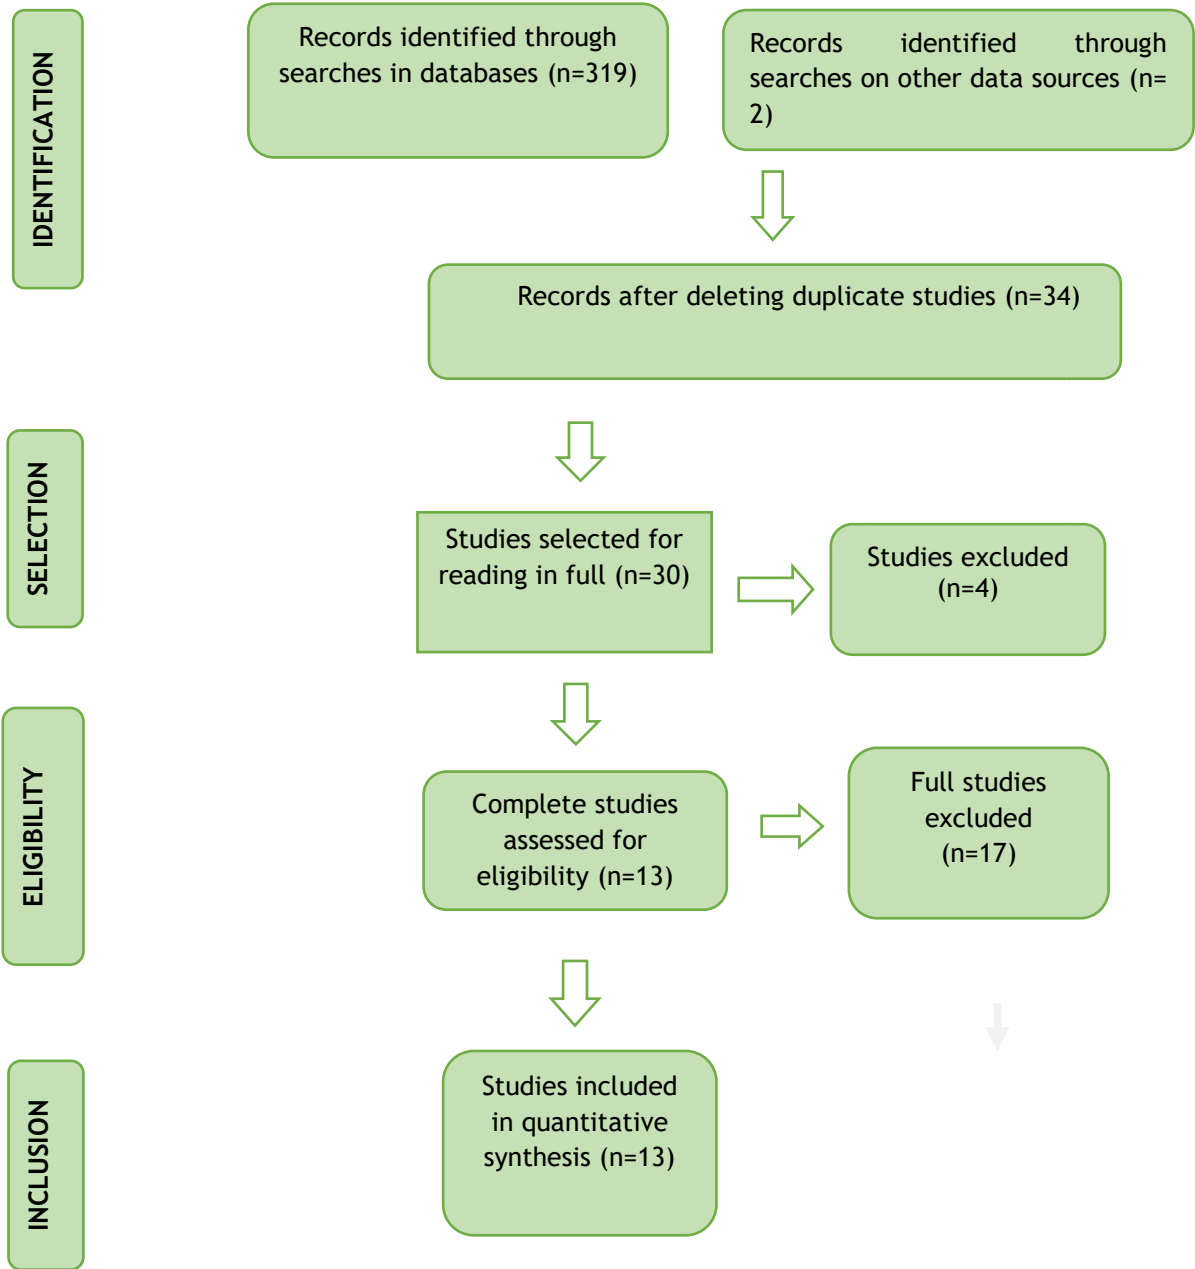 IDENTIFICATION
Records identified through
searches in databases (n=319)
Records identified through
searches on other data sources (n=
2)
Records after deleting duplicate studies (n=34)
SELECTION
Studies selected for
reading in full (n=30)
Studies excluded
(n=4)
ELIGIBILITY
Complete studies
assessed for
eligibility (n=13)
Full studies
excluded
(n=17)
INCLUSION
Studies included
in quantitative
synthesis (n=13)